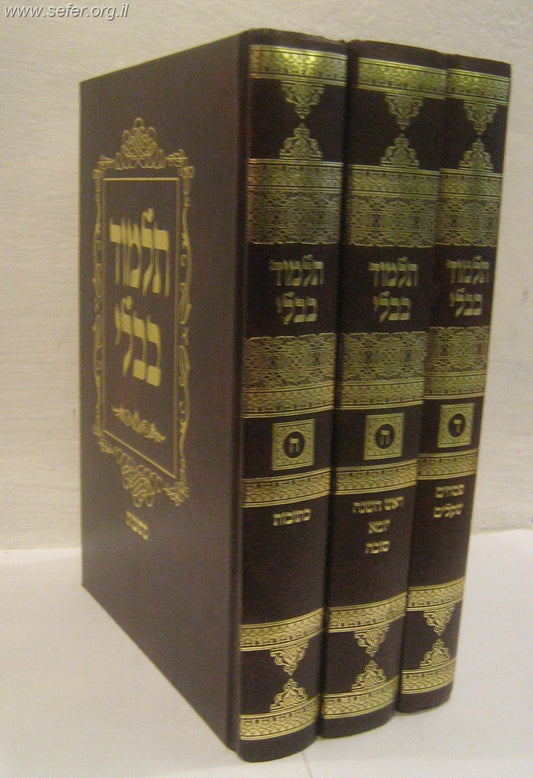 www.sefer.org.il
תלמוד
בבלי
כתובות
תלמוד
בבלי
ח
כתובות
תלמוד
בבלי
ה
ראש השנה
יומא
סוכה
תלמוד
בבלי
ד
פסחים
שקלים